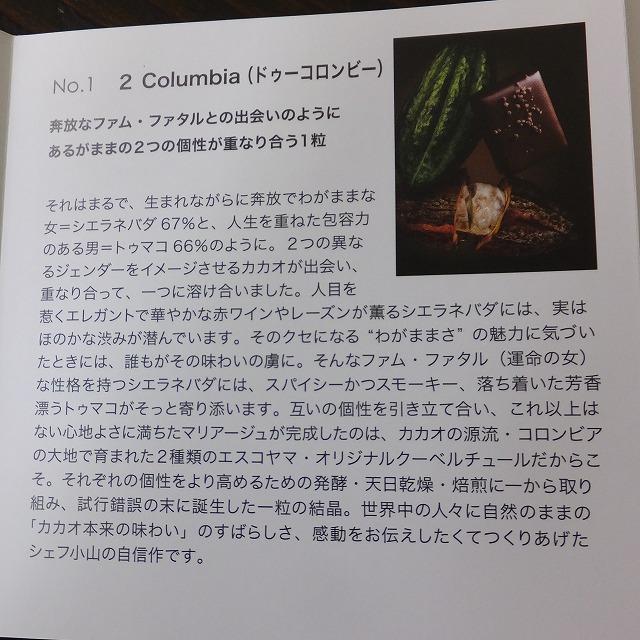 No.1 2 Columbia（ドゥーコロンビー）
奔放なファム・ファタルとの出会いのように
あるがままの2つの個性が重なり合う1粒
それはまるで、生まれながらに奔放でわがままな
女＝シエラネバダ 67%と、人生を重ねた包容力
のある男＝トゥマコ 66%のように。2つの異な
るジェンダーをイメージさせるカカオが出会い、
重なり合って、一つに溶け合いました。人目を
惹くエレガントで華やかな赤ワインやレーズンが薫るシエラネバダには、実は
ほのかな渋みが潜んでいます。そのクセになる “わがままさ” の魅力に気づい
たときには、誰もがその味わいの虜に。そんなファム・ファタル（運命の女）
な性格を持つシエラネバダには、スパイシーかつスモーキー、落ち着いた芳香
漂うトゥマコがそっと寄り添います。互いの個性を引き立て合い、これ以上は
ない心地よさに満ちたマリアージュが完成したのは、カカオの源流・コロンビア
の大地で育まれた2種類のエスコヤマ・オリジナルクーベルチュールだからこ
そ。それぞれの個性をより高めるための発酵・天日乾燥・焙煎に一から取り
組み、試行錯誤の末に誕生した一粒の結晶。世界中の人々に自然のままの
「カカオ本来の味わい」のすばらしさ、感動をお伝えしたくてつくりあげた
シェフ小山の自信作です。